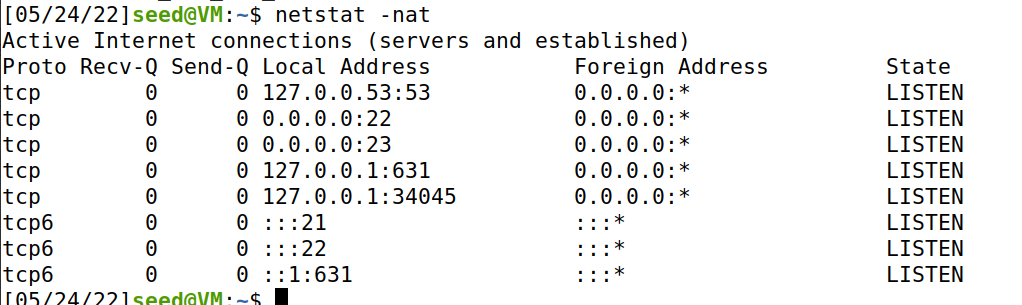 [05/24/22]seed@VM:~$ netstat -nat
Active Internet connections (servers and established)
Proto Recv-Q Send-Q Local Address           Foreign Address         State
tcp        0      0 127.0.0.53:53           0.0.0.0:*               LISTEN
tcp        0      0 0.0.0.0:22              0.0.0.0:*               LISTEN
tcp        0      0 0.0.0.0:23              0.0.0.0:*               LISTEN
tcp        0      0 127.0.0.1:631           0.0.0.0:*               LISTEN
tcp        0      0 127.0.0.1:34045         0.0.0.0:*               LISTEN
tcp6       0      0 :::21                   :::*                    LISTEN
tcp6       0      0 :::22                   :::*                    LISTEN
tcp6       0      0 ::1:631                 :::*                    LISTEN
[05/24/22]seed@VM:~$